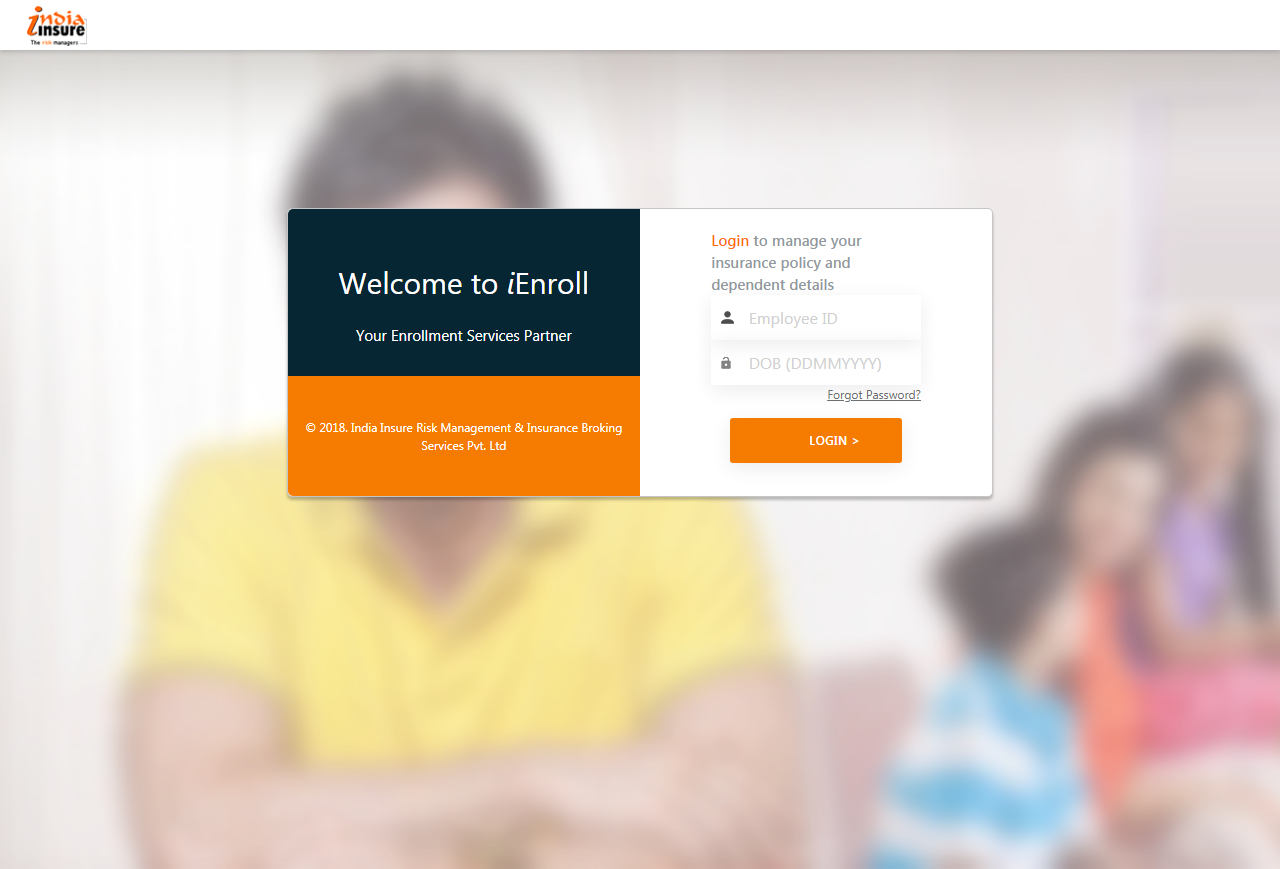 india
insure
The risk managers
Welcome to iEnroll
Your Enrollment Services Partner
© 2018. India Insure Risk Management & Insurance Broking
Services Pvt. Ltd
Login to manage your
insurance policy and
dependent details
Employee ID
DOB (DDMMYYYY)
Forgot Password?
LOGIN >